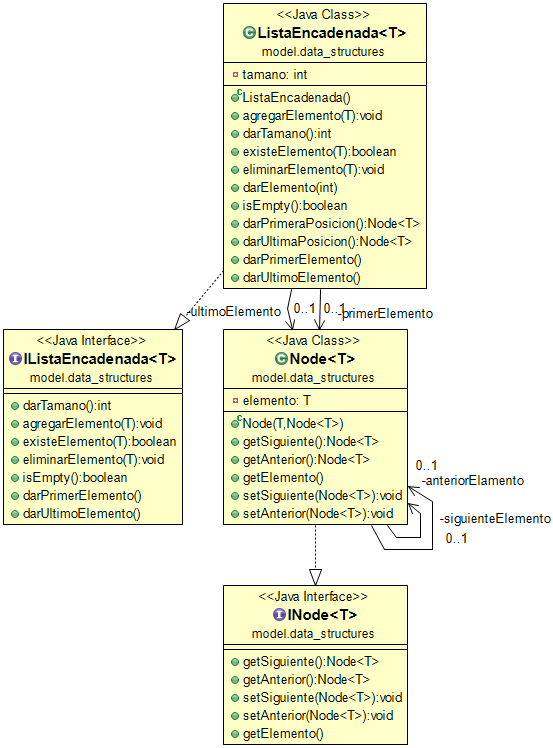 <<Java Class>>
ListaEncadenada<T>
model.data_structures
tamano: int
ListaEncadenada()
agregarElemento(T):void
darTamano():int
existeElemento(T):boolean
eliminarElemento(T):void
darElemento(int)
isEmpty():boolean
darPrimeraPosicion():Node<T>
darUltimaPosicion():Node<T>
darPrimerElemento()
darUltimoElemento()
-ultimoElemento
0..1
0..1
-primerElemento
<<Java Interface>>
IListaEncadenada<T>
model.data_structures
darTamano():int
agregarElemento(T):void
existeElemento(T):boolean
eliminarElemento(T):void
isEmpty():boolean
darPrimerElemento()
darUltimoElemento()
<<Java Class>>
Node<T>
model.data_structures
elemento: T
Node(T,Node<T>)
getSiguiente():Node<T>
getAnterior():Node<T>
getElemento()
setSiguiente(Node<T>):void
setAnterior(Node<T>):void
0..1
-anteriorElamento
-siguienteElemento
0..1
<<Java Interface>>
INode<T>
model.data_structures
getSiguiente():Node<T>
getAnterior():Node<T>
setSiguiente(Node<T>):void
setAnterior(Node<T>):void
getElemento()